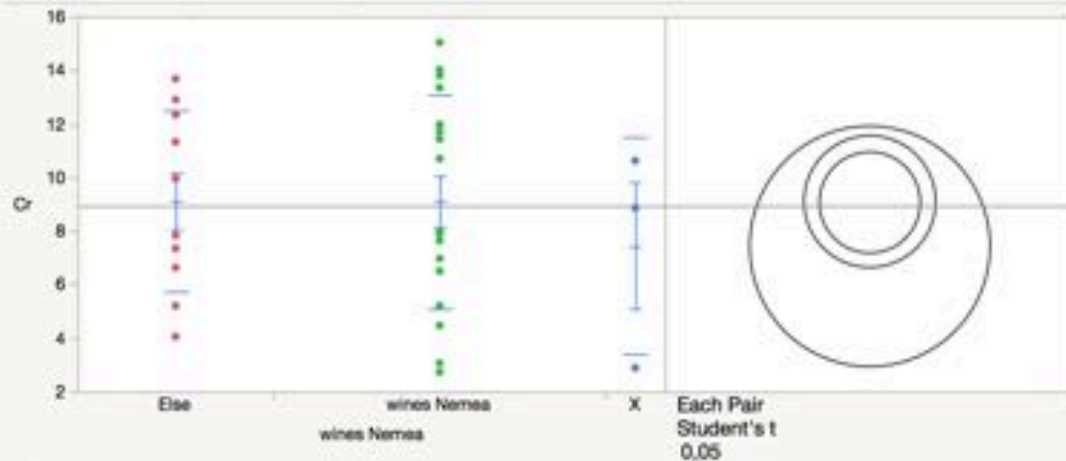 16
14
12
10
Cr
8
6
4
2
Else
wines Nemea
X
wines Nemea
Each Pair
Student's t
0,05